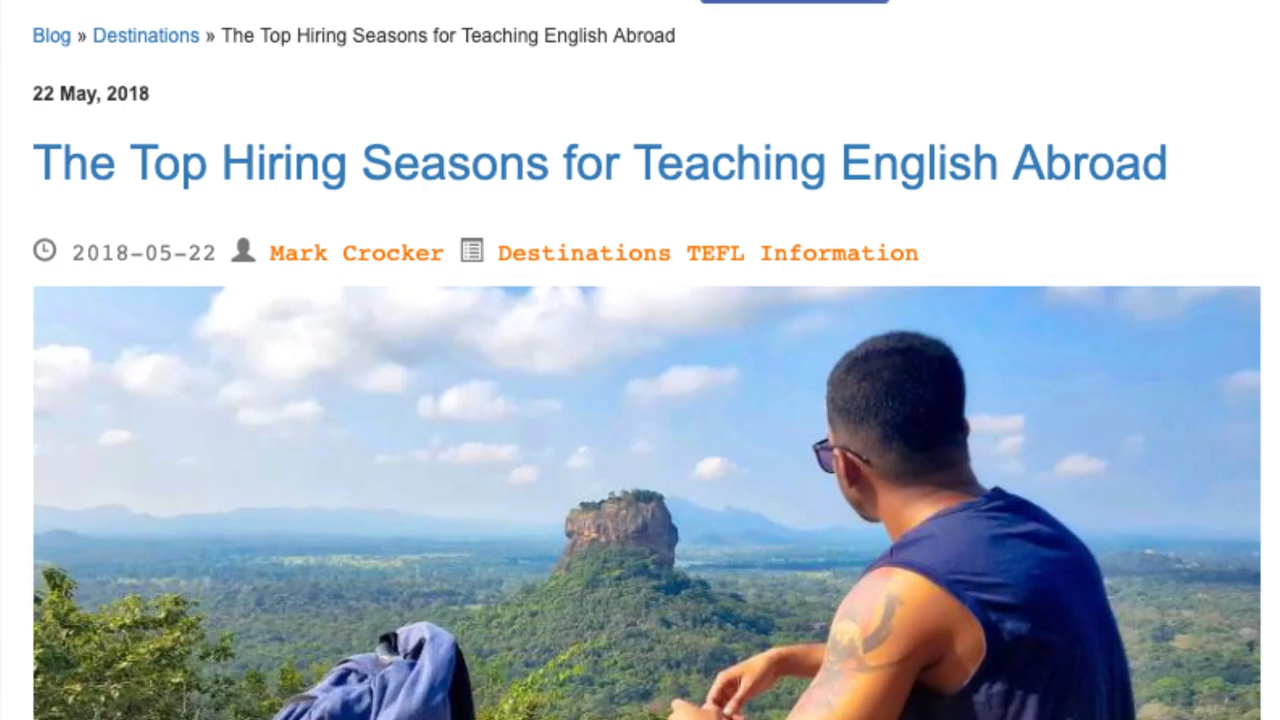 Blog » Destinations » The Top Hiring Seasons for Teaching English Abroad
22 May, 2018
The Top Hiring Seasons for Teaching English Abroad
2018-05-22 Mark Crocker Destinations TEFL Information